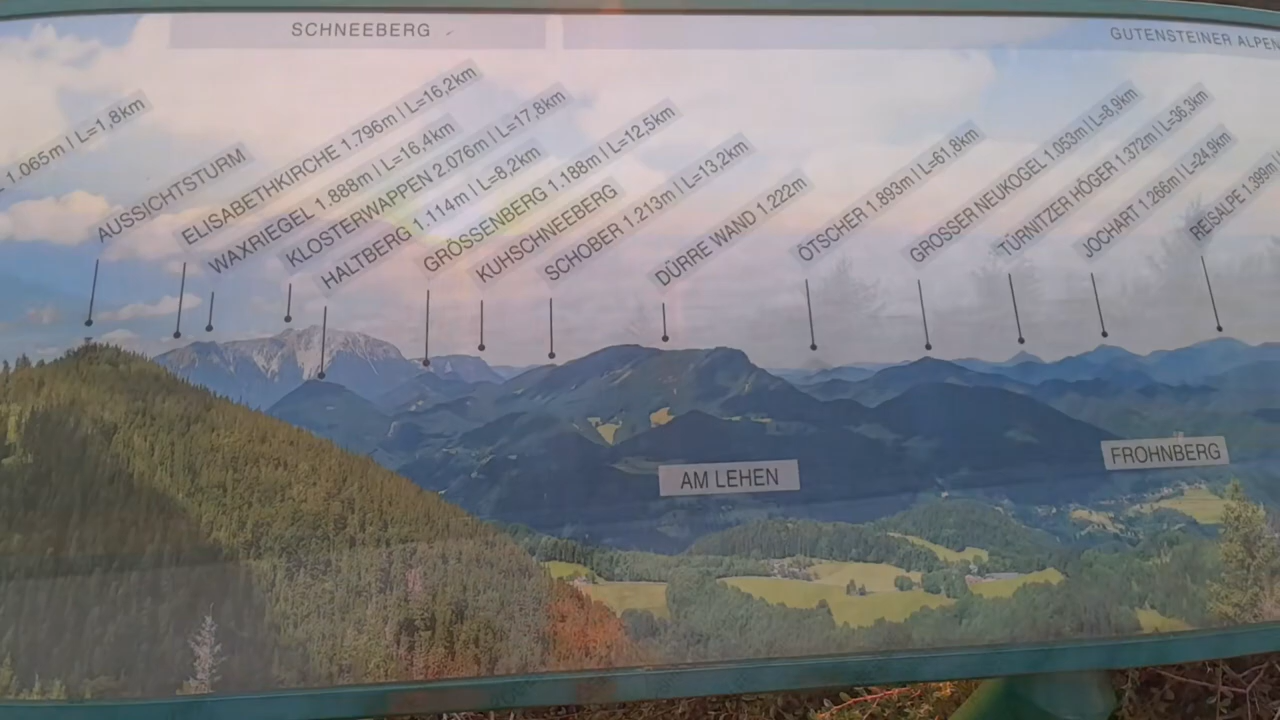 SCHNEEBERG
GUTENSTEINER ALPEN
1.065m | L=1,8km
AUSSICHTSTURM
ELISABETHKIRCHE 1.796m | L=16,2km
WAXRIEGEL 1.888m | L=16,4km
KLOSTERWAPPEN 2.076m | L=17,8km
HALTBERG 1.114m | L=8,2km
GRÖSSENBERG 1.188m | L=12,5km
KUHSCHNEEBERG
SCHOBER 1.213m | L=13,2km
DÜRRE WAND 1.222m
ÖTSCHER 1.893m | L=61,8km
GROSSER NEUKOGEL 1.053m | L=8,9km
TÜRNITZER HÖGER 1.372m | L=36,3km
JOCHART 1.266m | L=24,9km
REISALPE 1.399m
FROHNBERG
AM LEHEN